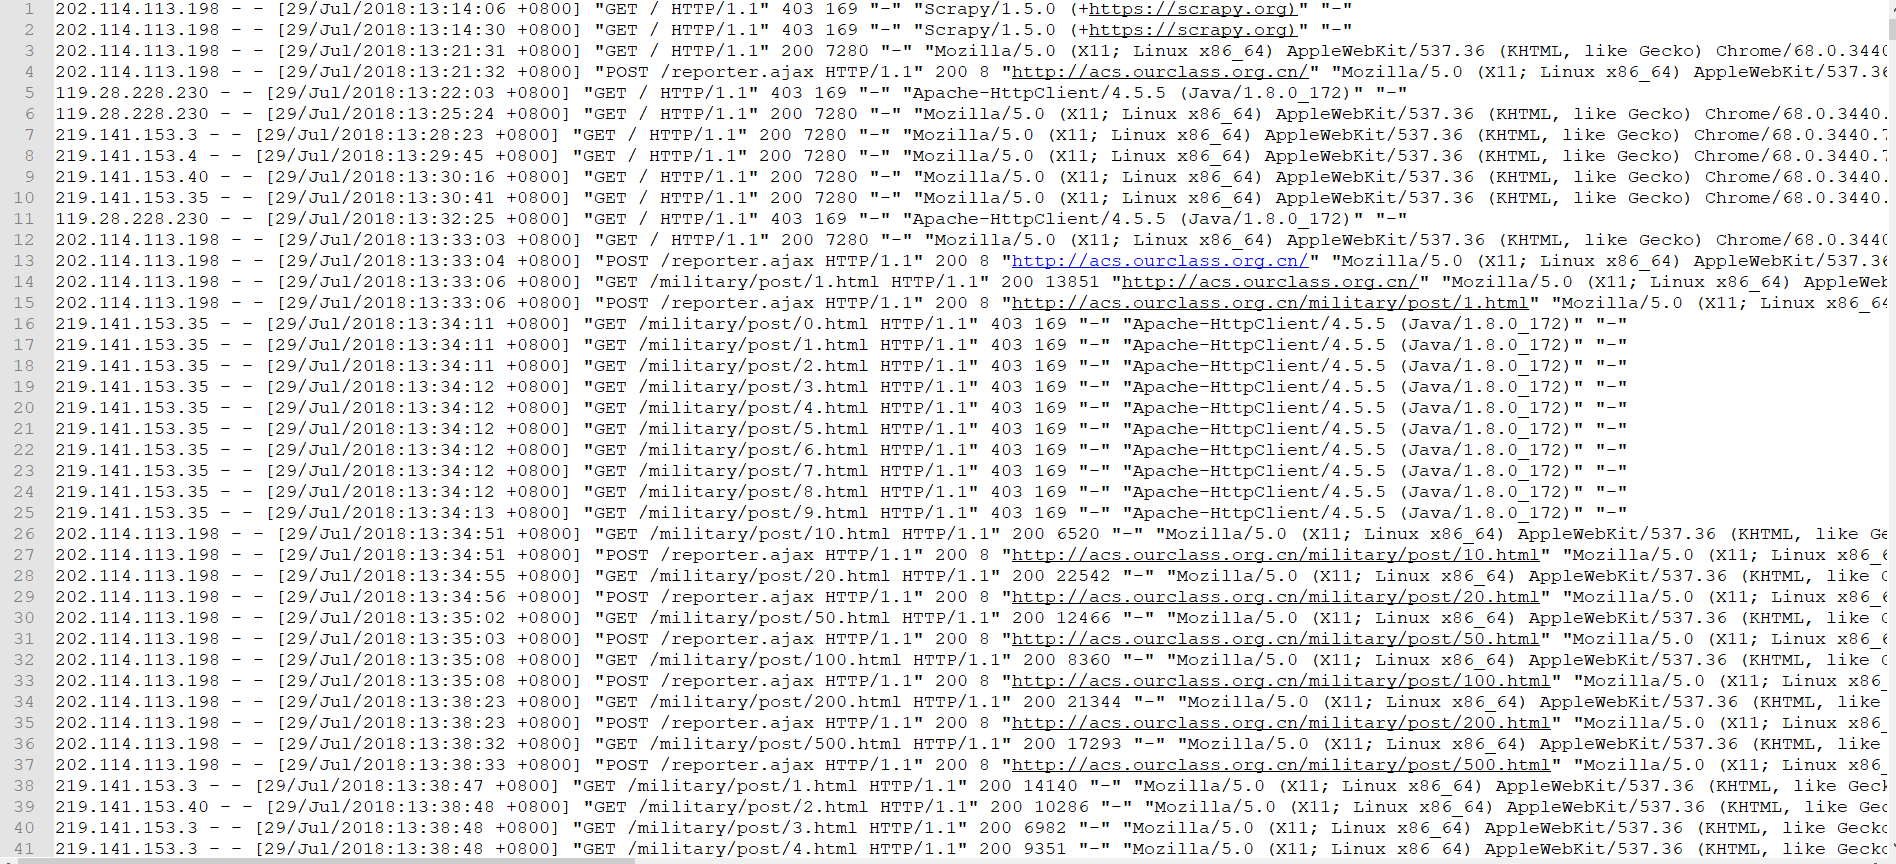 1 202.114.113.198 - - [29/Jul/2018:13:14:06 +0800] "GET / HTTP/1.1" 403 169 "-" "Scrapy/1.5.0 (+https://scrapy.org)" "-"
2 202.114.113.198 - - [29/Jul/2018:13:14:30 +0800] "GET / HTTP/1.1" 403 169 "-" "Scrapy/1.5.0 (+https://scrapy.org)" "-"
3 202.114.113.198 - - [29/Jul/2018:13:21:31 +0800] "GET / HTTP/1.1" 200 7280 "-" "Mozilla/5.0 (X11; Linux x86_64) AppleWebKit/537.36 (KHTML, like Gecko) Chrome/68.0.3440
4 202.114.113.198 - - [29/Jul/2018:13:21:32 +0800] "POST /reporter.ajax HTTP/1.1" 200 8 "http://acs.ourclass.org.cn/" "Mozilla/5.0 (X11; Linux x86_64) AppleWebKit/537.36
5 119.28.228.230 - - [29/Jul/2018:13:22:03 +0800] "GET / HTTP/1.1" 403 169 "-" "Apache-HttpClient/4.5.5 (Java/1.8.0_172)" "-"
6 119.28.228.230 - - [29/Jul/2018:13:25:24 +0800] "GET / HTTP/1.1" 200 7280 "-" "Mozilla/5.0 (X11; Linux x86_64) AppleWebKit/537.36 (KHTML, like Gecko) Chrome/68.0.3440.
7 219.141.153.3 - - [29/Jul/2018:13:28:23 +0800] "GET / HTTP/1.1" 200 7280 "-" "Mozilla/5.0 (X11; Linux x86_64) AppleWebKit/537.36 (KHTML, like Gecko) Chrome/68.0.3440.7
8 219.141.153.4 - - [29/Jul/2018:13:29:45 +0800] "GET / HTTP/1.1" 200 7280 "-" "Mozilla/5.0 (X11; Linux x86_64) AppleWebKit/537.36 (KHTML, like Gecko) Chrome/68.0.3440.7
9 219.141.153.40 - - [29/Jul/2018:13:30:16 +0800] "GET / HTTP/1.1" 200 7280 "-" "Mozilla/5.0 (X11; Linux x86_64) AppleWebKit/537.36 (KHTML, like Gecko) Chrome/68.0.3440.
10 219.141.153.35 - - [29/Jul/2018:13:30:41 +0800] "GET / HTTP/1.1" 200 7280 "-" "Mozilla/5.0 (X11; Linux x86_64) AppleWebKit/537.36 (KHTML, like Gecko) Chrome/68.0.3440.
11 119.28.228.230 - - [29/Jul/2018:13:32:25 +0800] "GET / HTTP/1.1" 403 169 "-" "Apache-HttpClient/4.5.5 (Java/1.8.0_172)" "-"
12 202.114.113.198 - - [29/Jul/2018:13:33:03 +0800] "GET / HTTP/1.1" 200 7280 "-" "Mozilla/5.0 (X11; Linux x86_64) AppleWebKit/537.36 (KHTML, like Gecko) Chrome/68.0.3440
13 202.114.113.198 - - [29/Jul/2018:13:33:04 +0800] "POST /reporter.ajax HTTP/1.1" 200 8 "http://acs.ourclass.org.cn/" "Mozilla/5.0 (X11; Linux x86_64) AppleWebKit/537.36
14 202.114.113.198 - - [29/Jul/2018:13:33:06 +0800] "GET /military/post/1.html HTTP/1.1" 200 13851 "http://acs.ourclass.org.cn/" "Mozilla/5.0 (X11; Linux x86_64) AppleWeb
15 202.114.113.198 - - [29/Jul/2018:13:33:06 +0800] "POST /reporter.ajax HTTP/1.1" 200 8 "http://acs.ourclass.org.cn/military/post/1.html" "Mozilla/5.0 (X11; Linux x86_64
16 219.141.153.35 - - [29/Jul/2018:13:34:11 +0800] "GET /military/post/0.html HTTP/1.1" 403 169 "-" "Apache-HttpClient/4.5.5 (Java/1.8.0_172)" "-"
17 219.141.153.35 - - [29/Jul/2018:13:34:11 +0800] "GET /military/post/1.html HTTP/1.1" 403 169 "-" "Apache-HttpClient/4.5.5 (Java/1.8.0_172)" "-"
18 219.141.153.35 - - [29/Jul/2018:13:34:11 +0800] "GET /military/post/2.html HTTP/1.1" 403 169 "-" "Apache-HttpClient/4.5.5 (Java/1.8.0_172)" "-"
19 219.141.153.35 - - [29/Jul/2018:13:34:12 +0800] "GET /military/post/3.html HTTP/1.1" 403 169 "-" "Apache-HttpClient/4.5.5 (Java/1.8.0_172)" "-"
20 219.141.153.35 - - [29/Jul/2018:13:34:12 +0800] "GET /military/post/4.html HTTP/1.1" 403 169 "-" "Apache-HttpClient/4.5.5 (Java/1.8.0_172)" "-"
21 219.141.153.35 - - [29/Jul/2018:13:34:12 +0800] "GET /military/post/5.html HTTP/1.1" 403 169 "-" "Apache-HttpClient/4.5.5 (Java/1.8.0_172)" "-"
22 219.141.153.35 - - [29/Jul/2018:13:34:12 +0800] "GET /military/post/6.html HTTP/1.1" 403 169 "-" "Apache-HttpClient/4.5.5 (Java/1.8.0_172)" "-"
23 219.141.153.35 - - [29/Jul/2018:13:34:12 +0800] "GET /military/post/7.html HTTP/1.1" 403 169 "-" "Apache-HttpClient/4.5.5 (Java/1.8.0_172)" "-"
24 219.141.153.35 - - [29/Jul/2018:13:34:12 +0800] "GET /military/post/8.html HTTP/1.1" 403 169 "-" "Apache-HttpClient/4.5.5 (Java/1.8.0_172)" "-"
25 219.141.153.35 - - [29/Jul/2018:13:34:13 +0800] "GET /military/post/9.html HTTP/1.1" 403 169 "-" "Apache-HttpClient/4.5.5 (Java/1.8.0_172)" "-"
26 202.114.113.198 - - [29/Jul/2018:13:34:51 +0800] "GET /military/post/10.html HTTP/1.1" 200 6520 "-" "Mozilla/5.0 (X11; Linux x86_64) AppleWebKit/537.36 (KHTML, like Ge
27 202.114.113.198 - - [29/Jul/2018:13:34:51 +0800] "POST /reporter.ajax HTTP/1.1" 200 8 "http://acs.ourclass.org.cn/military/post/10.html" "Mozilla/5.0 (X11; Linux x86_6
28 202.114.113.198 - - [29/Jul/2018:13:34:55 +0800] "GET /military/post/20.html HTTP/1.1" 200 22542 "-" "Mozilla/5.0 (X11; Linux x86_64) AppleWebKit/537.36 (KHTML, like G
29 202.114.113.198 - - [29/Jul/2018:13:34:56 +0800] "POST /reporter.ajax HTTP/1.1" 200 8 "http://acs.ourclass.org.cn/military/post/20.html" "Mozilla/5.0 (X11; Linux x86_6
30 202.114.113.198 - - [29/Jul/2018:13:35:02 +0800] "GET /military/post/50.html HTTP/1.1" 200 12466 "-" "Mozilla/5.0 (X11; Linux x86_64) AppleWebKit/537.36 (KHTML, like G
31 202.114.113.198 - - [29/Jul/2018:13:35:03 +0800] "POST /reporter.ajax HTTP/1.1" 200 8 "http://acs.ourclass.org.cn/military/post/50.html" "Mozilla/5.0 (X11; Linux x86_6
32 202.114.113.198 - - [29/Jul/2018:13:35:08 +0800] "GET /military/post/100.html HTTP/1.1" 200 8360 "-" "Mozilla/5.0 (X11; Linux x86_64) AppleWebKit/537.36 (KHTML, like G
33 202.114.113.198 - - [29/Jul/2018:13:35:08 +0800] "POST /reporter.ajax HTTP/1.1" 200 8 "http://acs.ourclass.org.cn/military/post/100.html" "Mozilla/5.0 (X11; Linux x86_
34 202.114.113.198 - - [29/Jul/2018:13:38:23 +0800] "GET /military/post/200.html HTTP/1.1" 200 21344 "-" "Mozilla/5.0 (X11; Linux x86_64) AppleWebKit/537.36 (KHTML, like
35 202.114.113.198 - - [29/Jul/2018:13:38:23 +0800] "POST /reporter.ajax HTTP/1.1" 200 8 "http://acs.ourclass.org.cn/military/post/200.html" "Mozilla/5.0 (X11; Linux x86_
36 202.114.113.198 - - [29/Jul/2018:13:38:32 +0800] "GET /military/post/500.html HTTP/1.1" 200 17293 "-" "Mozilla/5.0 (X11; Linux x86_64) AppleWebKit/537.36 (KHTML, like
37 202.114.113.198 - - [29/Jul/2018:13:38:33 +0800] "POST /reporter.ajax HTTP/1.1" 200 8 "http://acs.ourclass.org.cn/military/post/500.html" "Mozilla/5.0 (X11; Linux x86_
38 219.141.153.3 - - [29/Jul/2018:13:38:47 +0800] "GET /military/post/1.html HTTP/1.1" 200 14140 "-" "Mozilla/5.0 (X11; Linux x86_64) AppleWebKit/537.36 (KHTML, like Geck
39 219.141.153.40 - - [29/Jul/2018:13:38:48 +0800] "GET /military/post/2.html HTTP/1.1" 200 10286 "-" "Mozilla/5.0 (X11; Linux x86_64) AppleWebKit/537.36 (KHTML, like Gec
40 219.141.153.3 - - [29/Jul/2018:13:38:48 +0800] "GET /military/post/3.html HTTP/1.1" 200 6982 "-" "Mozilla/5.0 (X11; Linux x86_64) AppleWebKit/537.36 (KHTML, like Gecko
41 219.141.153.3 - - [29/Jul/2018:13:38:48 +0800] "GET /military/post/4.html HTTP/1.1" 200 9351 "-" "Mozilla/5.0 (X11; Linux x86_64) AppleWebKit/537.36 (KHTML, like Gecko